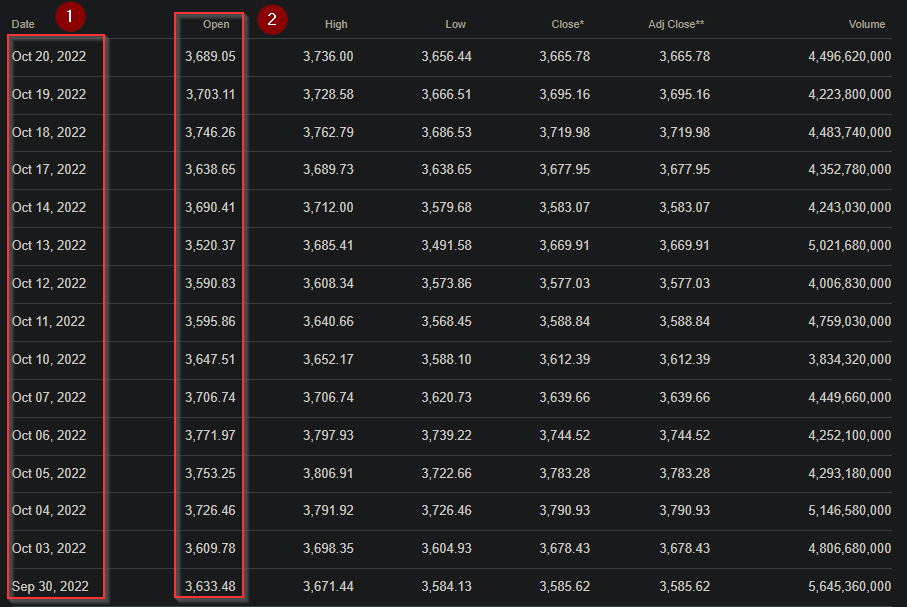 Date 1 Open 2 High Low Close* Adj Close** Volume
Oct 20, 2022 3,689.05 3,736.00 3,656.44 3,665.78 3,665.78 4,496,620,000
Oct 19, 2022 3,703.11 3,728.58 3,666.51 3,695.16 3,695.16 4,223,800,000
Oct 18, 2022 3,746.26 3,762.79 3,686.53 3,719.98 3,719.98 4,483,740,000
Oct 17, 2022 3,638.65 3,689.73 3,638.65 3,677.95 3,677.95 4,352,780,000
Oct 14, 2022 3,690.41 3,712.00 3,579.68 3,583.07 3,583.07 4,243,030,000
Oct 13, 2022 3,520.37 3,685.41 3,491.58 3,669.91 3,669.91 5,021,680,000
Oct 12, 2022 3,590.83 3,608.34 3,573.86 3,577.03 3,577.03 4,006,830,000
Oct 11, 2022 3,595.86 3,640.66 3,568.45 3,588.84 3,588.84 4,759,030,000
Oct 10, 2022 3,647.51 3,652.17 3,588.10 3,612.39 3,612.39 3,834,320,000
Oct 07, 2022 3,706.74 3,706.74 3,620.73 3,639.66 3,639.66 4,449,660,000
Oct 06, 2022 3,771.97 3,797.93 3,739.22 3,744.52 3,744.52 4,252,100,000
Oct 05, 2022 3,753.25 3,806.91 3,722.66 3,783.28 3,783.28 4,293,180,000
Oct 04, 2022 3,726.46 3,791.92 3,726.46 3,790.93 3,790.93 5,146,580,000
Oct 03, 2022 3,609.78 3,698.35 3,604.93 3,678.43 3,678.43 4,806,680,000
Sep 30, 2022 3,633.48 3,671.44 3,584.13 3,585.62 3,585.62 5,645,360,000